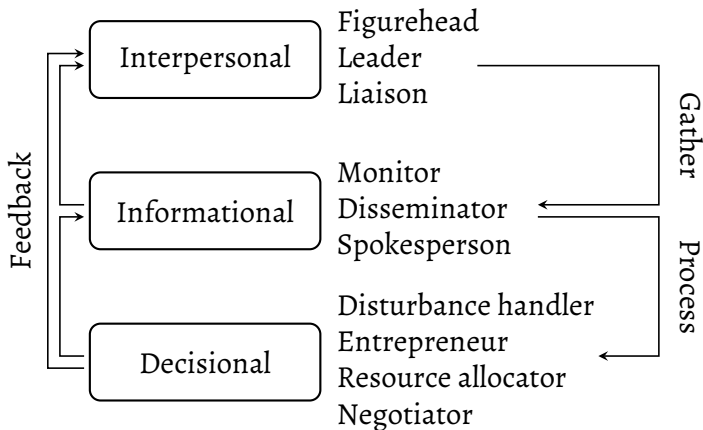 Interpersonal
Figurehead
Leader
Liaison
Gather
Feedback
Informational
Monitor
Disseminator
Spokesperson
Process
Decisional
Disturbance handler
Entrepreneur
Resource allocator
Negotiator